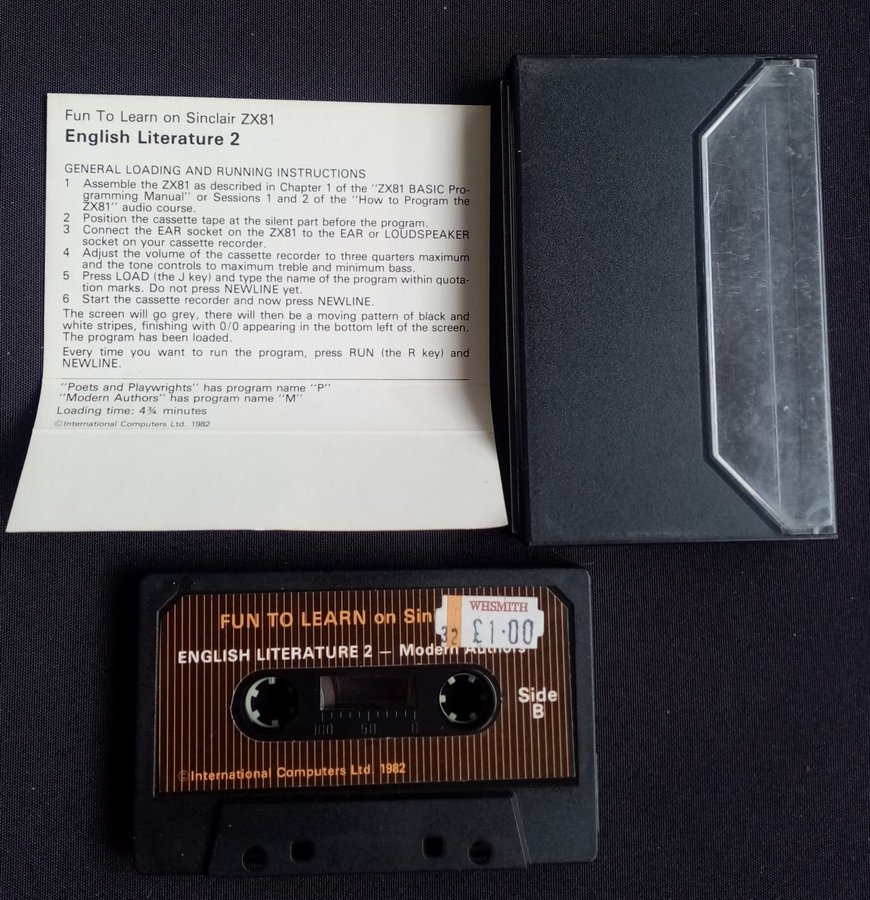 Fun To Learn on Sinclair ZX81
English Literature 2
GENERAL LOADING AND RUNNING INSTRUCTIONS
1 Assemble the ZX81 as described in Chapter 1 of the "ZX81 BASIC Pro-
gramming Manual" or Sessions 1 and 2 of the "How to Program the
ZX81" audio course.
2 Position the cassette tape at the silent part before the program.
3 Connect the EAR socket on the ZX81 to the EAR or LOUDSPEAKER
socket on your cassette recorder.
4 Adjust the volume of the cassette recorder to three quarters maximum
and the tone controls to maximum treble and minimum bass.
5 Press LOAD (the J key) and type the name of the program within quota-
tion marks. Do not press NEWLINE yet.
6 Start the cassette recorder and now press NEWLINE.
The screen will go grey, there will then be a moving pattern of black and
white stripes, finishing with 0/0 appearing in the bottom left of the screen.
The program has been loaded.
Every time you want to run the program, press RUN (the R key) and
NEWLINE.
"Poets and Playwrights" has program name "P"
"Modern Authors" has program name "M"
Loading time: 4¾ minutes
©International Computers Ltd. 1982
FUN TO LEARN on Sin
WHSMITH
32 £1·00
ENGLISH LITERATURE 2 – Modern Authors
Side
B
100 50 0
©International Computers Ltd 1982